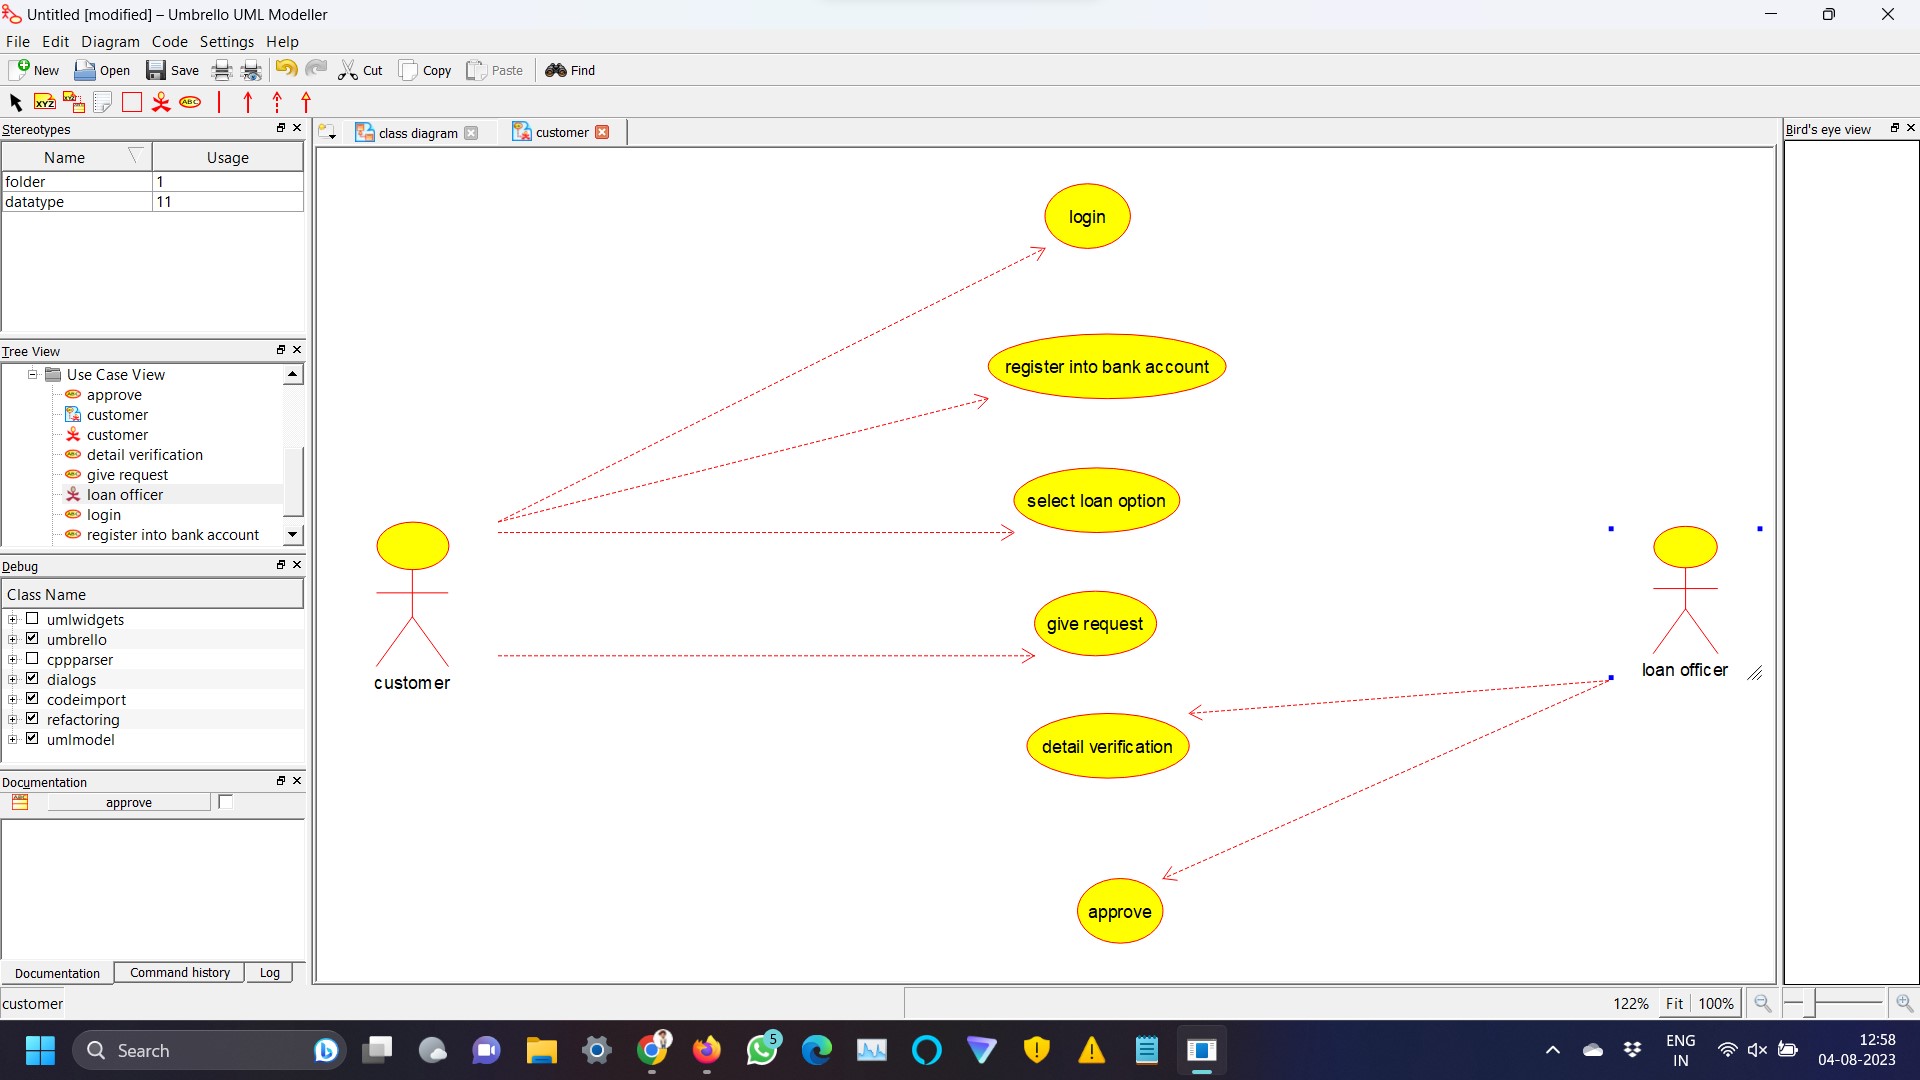 Untitled [modified] – Umbrello UML Modeller
File Edit Diagram Code Settings Help
New Open Save Cut Copy Paste Find
XYZ ABC
Stereotypes
Name Usage
folder 1
datatype 11
Tree View
Use Case View
approve
customer
customer
detail verification
give request
loan officer
login
register into bank account
Debug
Class Name
umlwidgets
umbrello
cppparser
dialogs
codeimport
refactoring
umlmodel
Documentation
approve
Documentation Command history Log
customer
class diagram customer
login
register into bank account
select loan option
give request
detail verification
approve
customer
loan officer
Bird's eye view
122% Fit 100%
Search
5
ENG
IN
12:58
04-08-2023